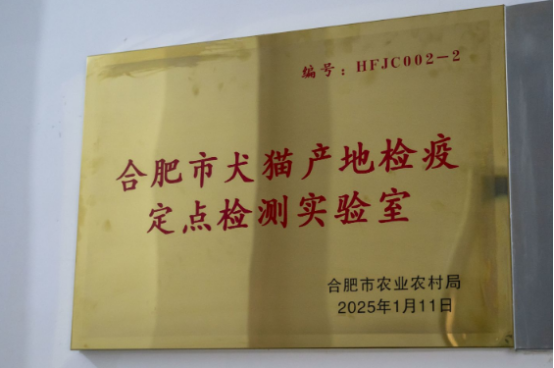 编号：HFJC002-2
合肥市犬猫产地检疫
定点检测实验室
合肥市农业农村局
2025年1月11日